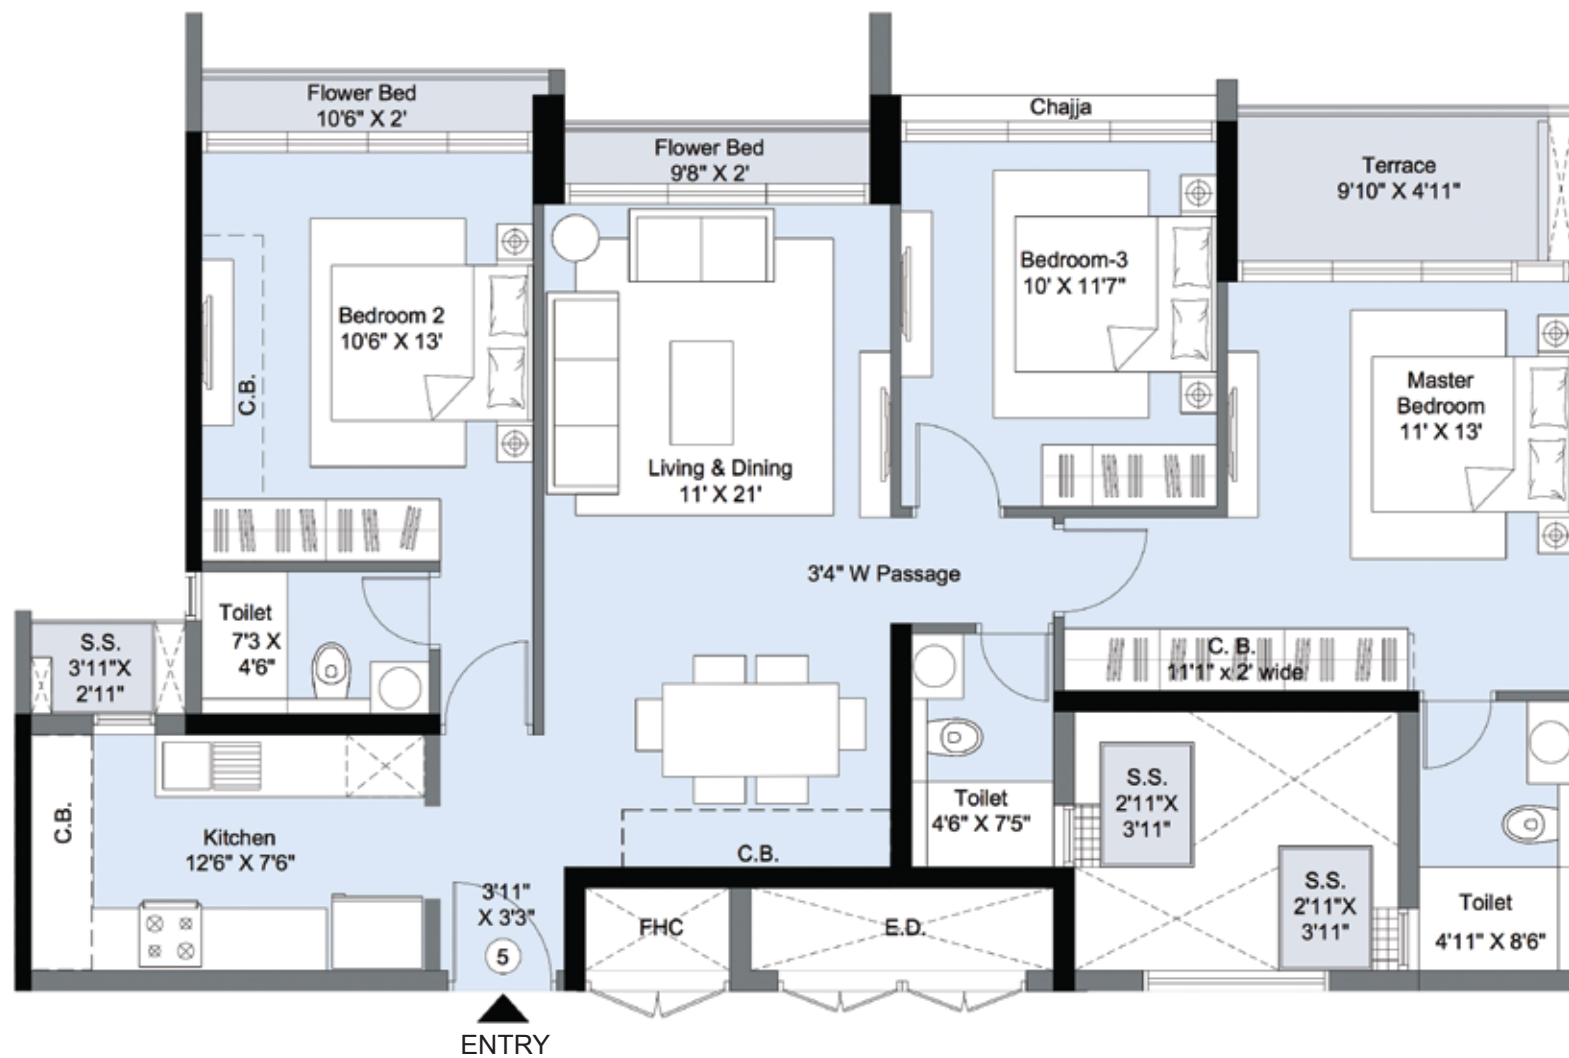 Flower Bed
10'6" X 2'
Flower Bed
9'8" X 2'
Chajja
Terrace
9'10" X 4'11"
Bedroom 2
10'6" X 13'
C.B.
Living & Dining
11' X 21'
Bedroom-3
10' X 11'7"
Master
Bedroom
11' X 13'
3'4" W Passage
Toilet
7'3 X
4'6"
S.S.
3'11"X
2'11"
C. B.
11'1" x 2' wide
C.B.
Kitchen
12'6" X 7'6"
C.B.
Toilet
4'6" X 7'5"
S.S.
2'11"X
3'11"
S.S.
2'11"X
3'11"
Toilet
4'11" X 8'6"
3'11"
X 3'3"
5
FHC
E.D.
ENTRY